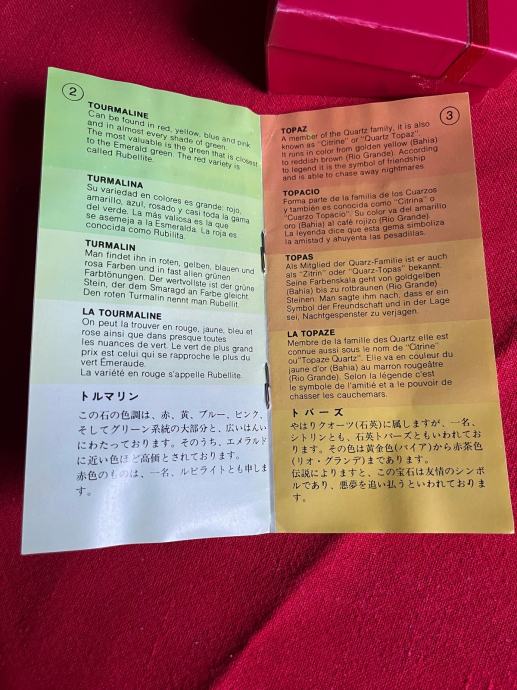 2
TOURMALINE
Can be found in red, yellow, blue and pink
and in almost every shade of green.
The most valuable is the green that is closest
to the Emerald green. The red variety is
called Rubellite.
TURMALINA
Su variedad en colores es grande; rojo,
amarillo, azul, rosado y casi toda la gama
del verde. La más valiosa es la que
se asemeja a la Esmeralda. La roja es
conocida como Rubilita.
TURMALIN
Man findet ihn in roten, gelben, blauen und
rosa Farben und in fast allen grünen
Farbtönungen. Der wertvollste ist der grüne
Stein, der dem Smaragd an Farbe gleicht.
Den roten Turmalin nennt man Rubellit.
LA TOURMALINE
On peut la trouver en rouge, jaune, bleu et
rose ainsi que dans presque toutes
les nuances de vert. Le vert de plus grand
prix est celui qui se rapproche le plus du
vert Émeraude.
La variété en rouge s'appelle Rubellite.
トルマリン
この石の色調は、赤、黄、ブルー、ピンク、
そしてグリーン系統の大部分と、広いはんい
にわたっております。そのうち、エメラルド
に近い色ほど高価とされております。
赤色のものは、一名、ルビライトとも申しま
す。
3
TOPAZ
A member of the Quartz family, it is also
known as "Citrine" or "Quartz Topaz".
It runs in color from golden yellow (Bahia)
to reddish brown (Rio Grande). According
to legend it is the symbol of friendship
and is able to chase away nightmares.
TOPACIO
Forma parte de la familia de los Cuarzos
y también es conocida como "Citrina" o
"Cuarzo Topacio". Su color va del amarillo
oro (Bahia) al café rojizo (Rio Grande).
La leyenda dice que esta gema simboliza
la amistad y ahuyenta las pesadillas.
TOPAS
Als Mitglied der Quarz-Familie ist er auch
als "Zitrin" oder "Quarz-Topas" bekannt.
Seine Farbenskala geht von goldgelben
(Bahia) bis zu rotbraunen (Rio Grande)
Steinen. Man sagte ihm nach, dass er ein
Symbol der Freundschaft und in der Lage
sei, Nachtgespenster zu verjagen.
LA TOPAZE
Membre de la famille des Quartz elle est
connue aussi sous le nom de "Citrine"
ou "Topaze Quartz". Elle va en couleur du
jaune d'or (Bahia) au marron rougeâtre
(Rio Grande). Selon la légende c'est
le symbole de l'amitié et a le pouvoir de
chasser les cauchemars.
トパーズ
やはりクオーツ(石英)に属しますが、一名、
シトリンとも、石英トパーズともいわれてお
ります。その色は黄金色(バイア)から赤茶色
(リオ・グランデ)まであります。
伝説によりますと、この宝石は友情のシンボ
ルであり、悪夢を追い払うといわれておりま
す。